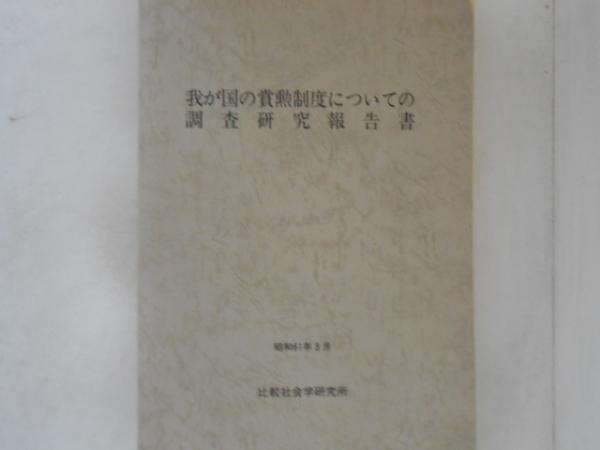 我が国の賞勲制度についての
調査研究報告書
昭和61年3月
比較社会学研究所